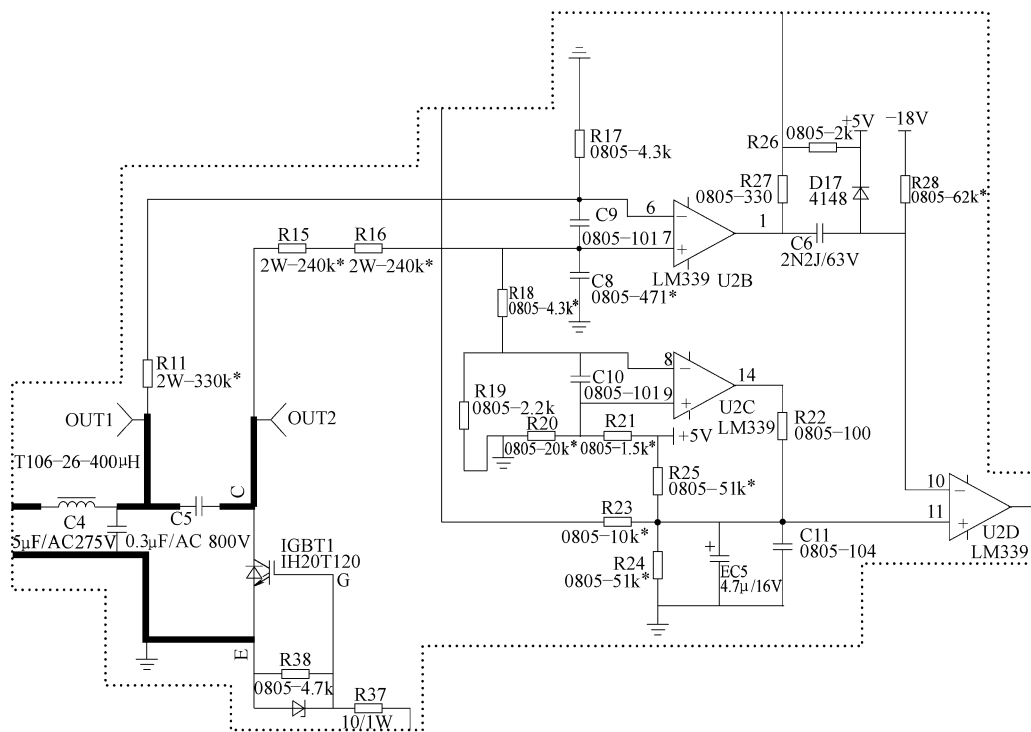 R17
0805-4.3k
+5V
-18V
0805-2k
R26
R27
0805-330
D17
4148
R28
0805-62k*
6
C9
0805-101 7
1
C6
2N2J/63V
R15
2W-240k*
R16
2W-240k*
C8
0805-471*
LM339
U2B
R18
0805-4.3k*
R11
2W-330k*
8
14
C10
0805-101 9
U2C
LM339
R19
0805-2.2k
OUT1
OUT2
R20
0805-20k*
R21
0805-1.5k*
+5V
R22
0805-100
T106-26-400μH
R25
0805-51k*
C
C4
5μF/AC275V
C5
0.3μF/AC 800V
R23
0805-10k*
10
11
U2D
LM339
C11
0805-104
IGBT1
IH20T120
G
R24
0805-51k*
+
EC5
4.7μ/16V
E
R38
0805-4.7k
R37
10/1W